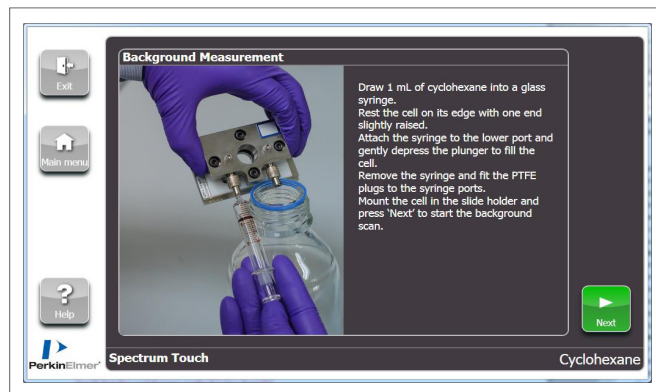 Exit
Main menu
Help
PerkinElmer
Background Measurement
Draw 1 mL of cyclohexane into a glass
syringe.
Rest the cell on its edge with one end
slightly raised.
Attach the syringe to the lower port and
gently depress the plunger to fill the
cell.
Remove the syringe and fit the PTFE
plugs to the syringe ports.
Mount the cell in the slide holder and
press ‘Next’ to start the background
scan.
Next
Spectrum Touch
Cyclohexane